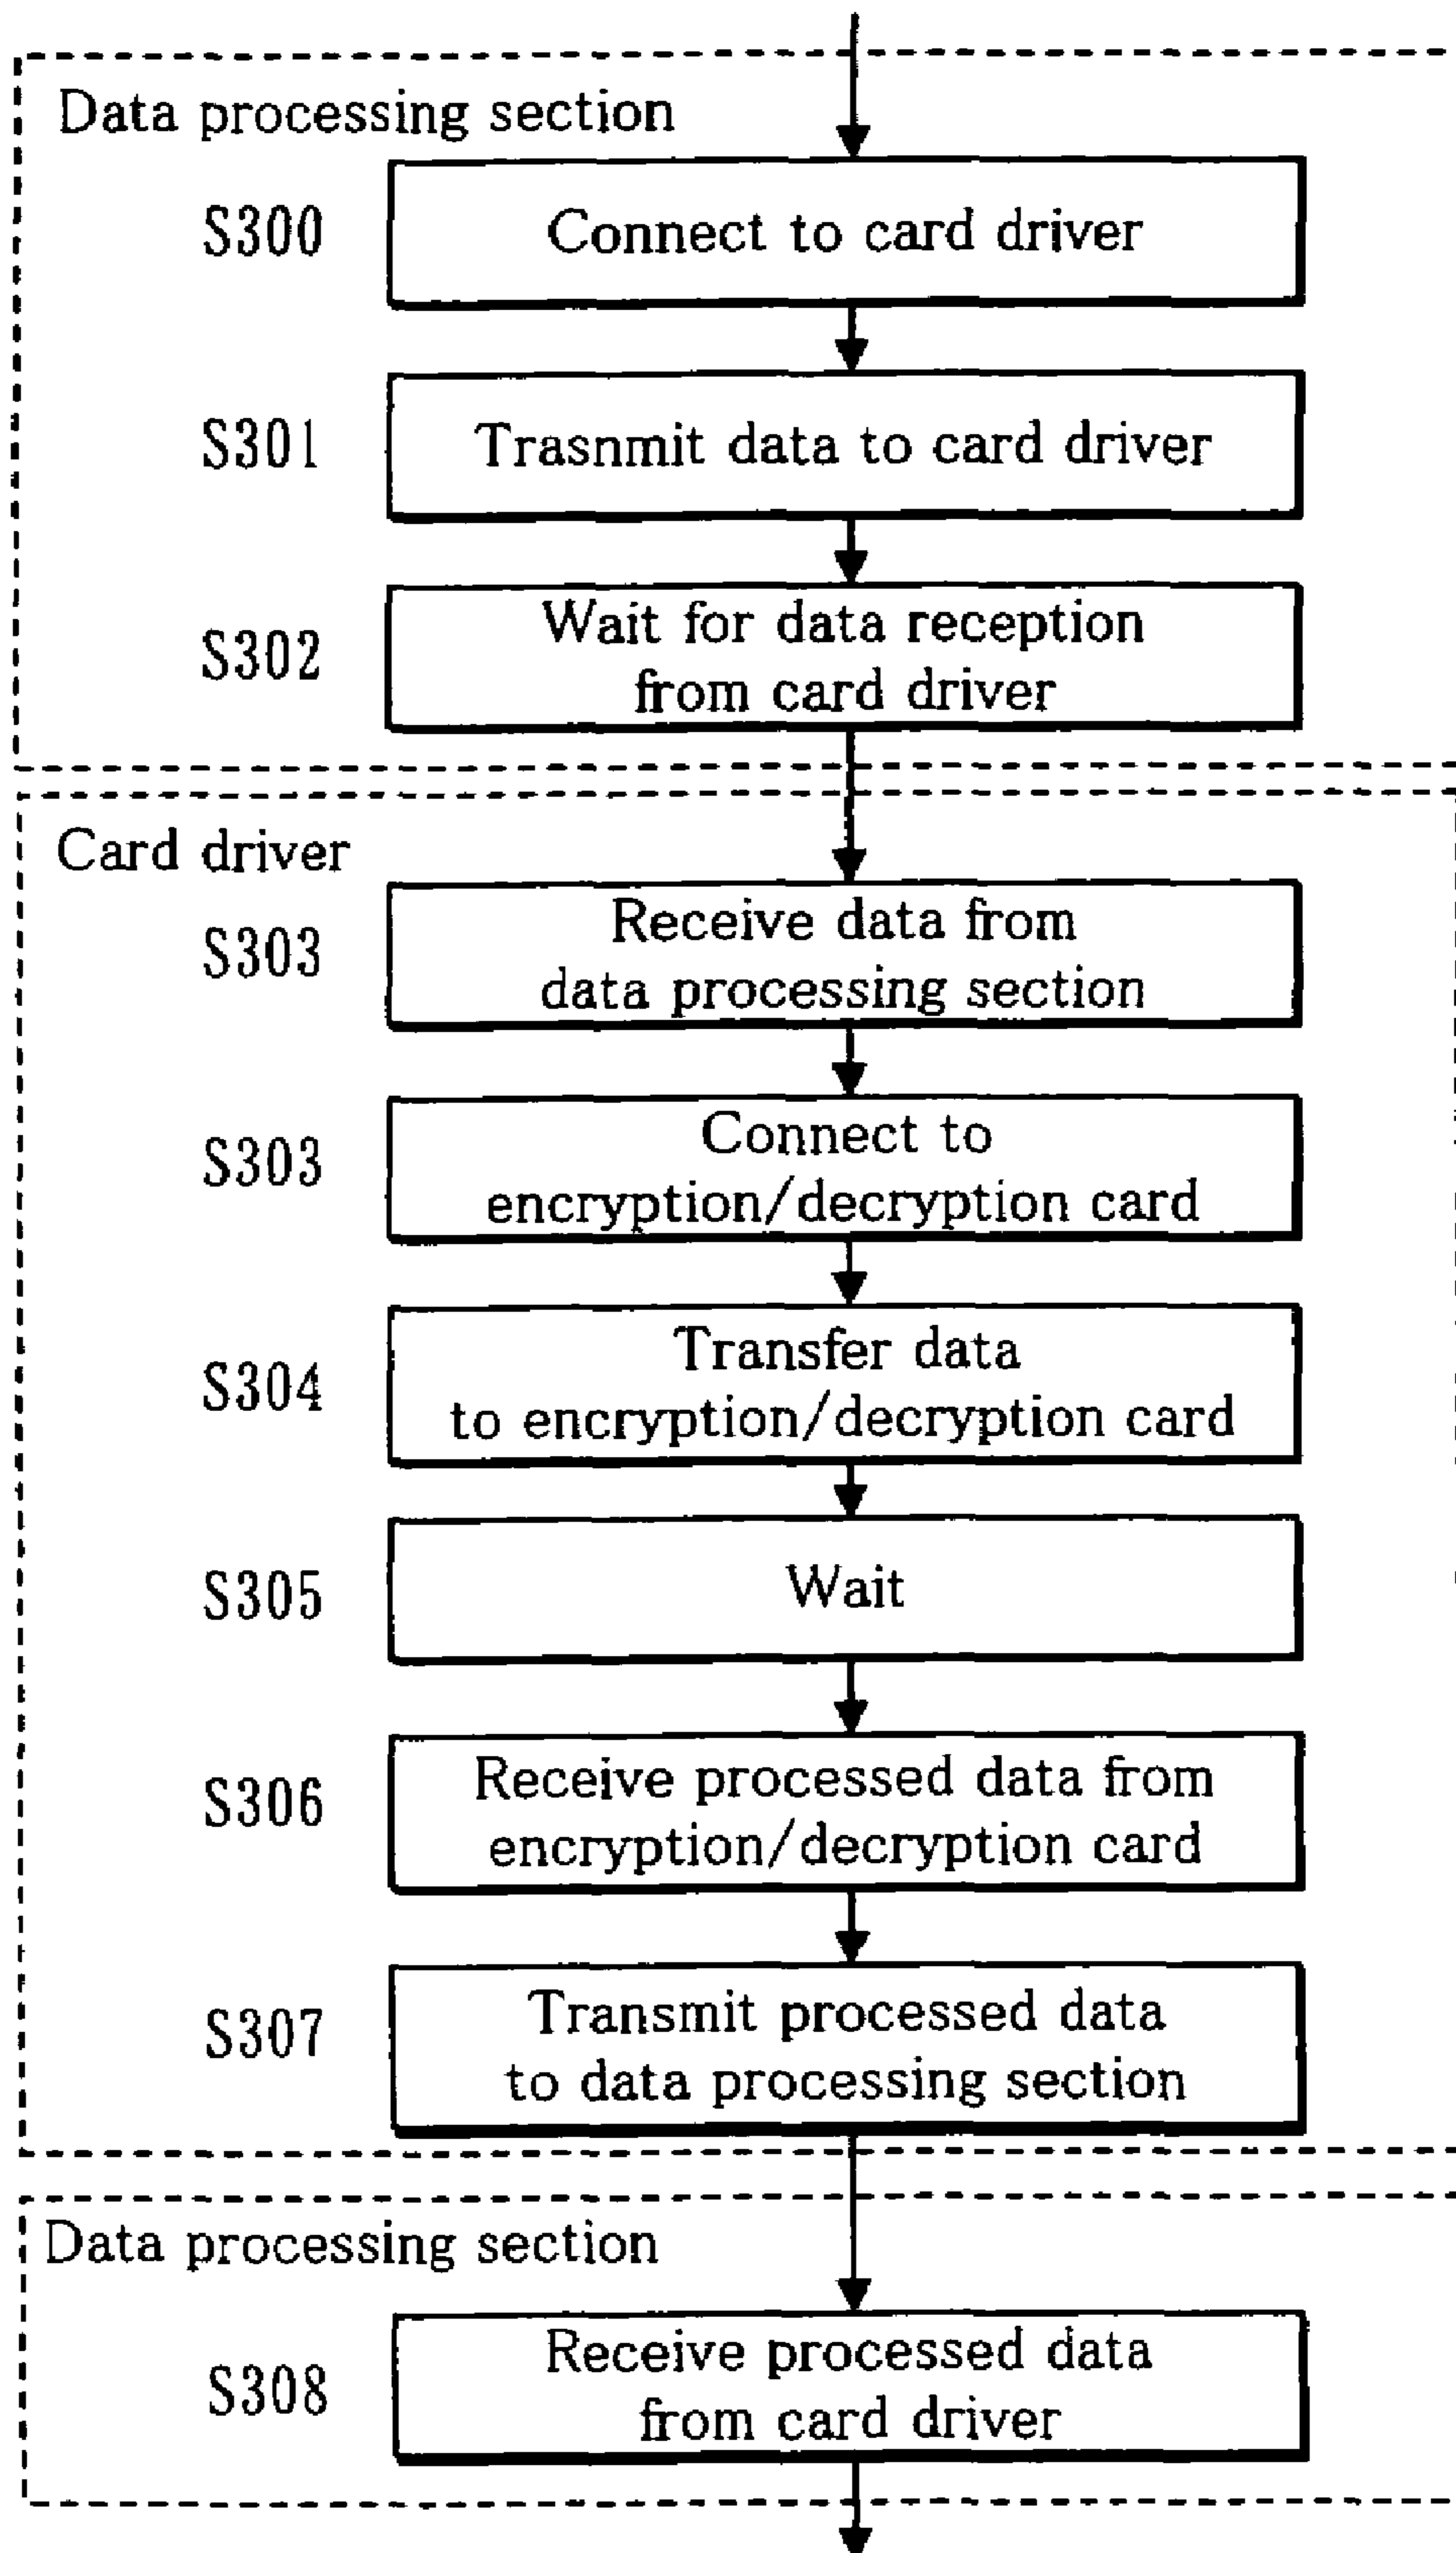 Data processing section
S300
Connect to card driver
S301
Trasnmit data to card driver
S302
Wait for data reception
from card driver
Card driver
S303
Receive data from
data processing section
S303
Connect to
encryption/decryption card
S304
Transfer data
to encryption/decryption card
S305
Wait
S306
Receive processed data from
encryption/decryption card
S307
Transmit processed data
to data processing section
Data processing section
S308
Receive processed data
from card driver